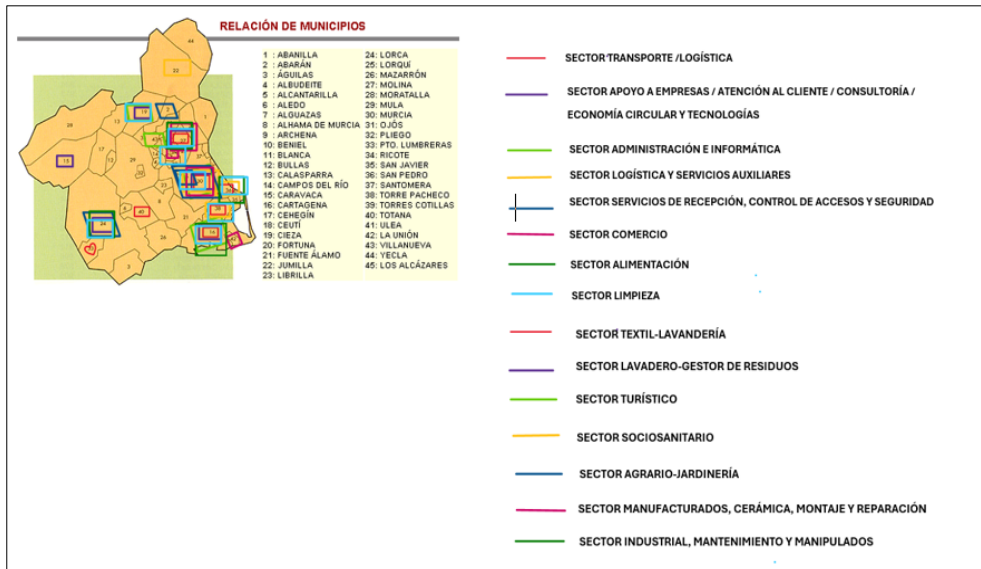 RELACIÓN DE MUNICIPIOS
1 : ABANILLA
2 : ABARÁN
3 : ÁGUILAS
4 : ALBUDEITE
5 : ALCANTARILLA
6 : ALEDO
7 : ALGUAZAS
8 : ALHAMA DE MURCIA
9 : ARCHENA
10: BENIEL
11: BLANCA
12: BULLAS
13: CALASPARRA
14: CAMPOS DEL RÍO
15: CARAVACA
16: CARTAGENA
17: CEHEGÍN
18: CEUTÍ
19: CIEZA
20: FORTUNA
21: FUENTE ÁLAMO
22: JUMILLA
23: LIBRILLA
24: LORCA
25: LORQUÍ
26: MAZARRÓN
27: MOLINA
28: MORATALLA
29: MULA
30: MURCIA
31: OJÓS
32: PLIEGO
33: PTO. LUMBRERAS
34: RICOTE
35: SAN JAVIER
36: SAN PEDRO
37: SANTOMERA
38: TORRE PACHECO
39: TORRES COTILLAS
40: TOTANA
41: ULEA
42: LA UNIÓN
43: VILLANUEVA
44: YECLA
45: LOS ALCÁZARES
SECTOR TRANSPORTE /LOGÍSTICA
SECTOR APOYO A EMPRESAS / ATENCIÓN AL CLIENTE / CONSULTORÍA /
ECONOMÍA CIRCULAR Y TECNOLOGÍAS
SECTOR ADMINISTRACIÓN E INFORMÁTICA
SECTOR LOGÍSTICA Y SERVICIOS AUXILIARES
SECTOR SERVICIOS DE RECEPCIÓN, CONTROL DE ACCESOS Y SEGURIDAD
SECTOR COMERCIO
SECTOR ALIMENTACIÓN
SECTOR LIMPIEZA
SECTOR TEXTIL-LAVANDERÍA
SECTOR LAVADERO-GESTOR DE RESIDUOS
SECTOR TURÍSTICO
SECTOR SOCIOSANITARIO
SECTOR AGRARIO-JARDINERÍA
SECTOR MANUFACTURADOS, CERÁMICA, MONTAJE Y REPARACIÓN
SECTOR INDUSTRIAL, MANTENIMIENTO Y MANIPULADOS